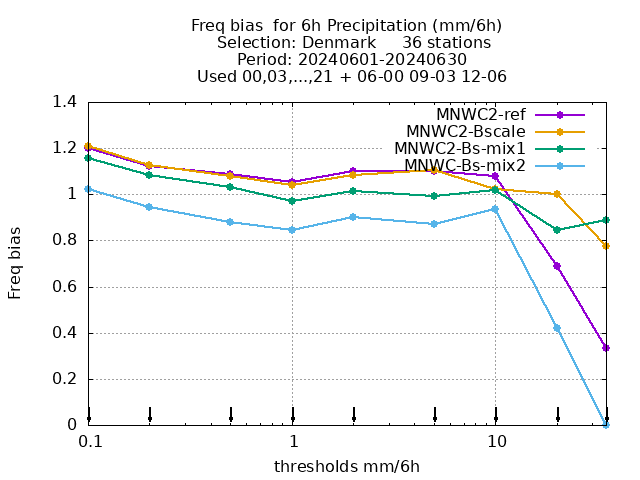 Freq bias  for 6h Precipitation (mm/6h)
Selection: Denmark     36 stations
Period: 20240601-20240630
Used 00,03,...,21 + 06-00 09-03 12-06
MNWC2-ref
MNWC2-Bscale
MNWC2-Bs-mix1
MNWC-Bs-mix2
1.4
1.2
1
0.8
0.6
0.4
0.2
0
Freq bias
0.1 1 10
thresholds mm/6h